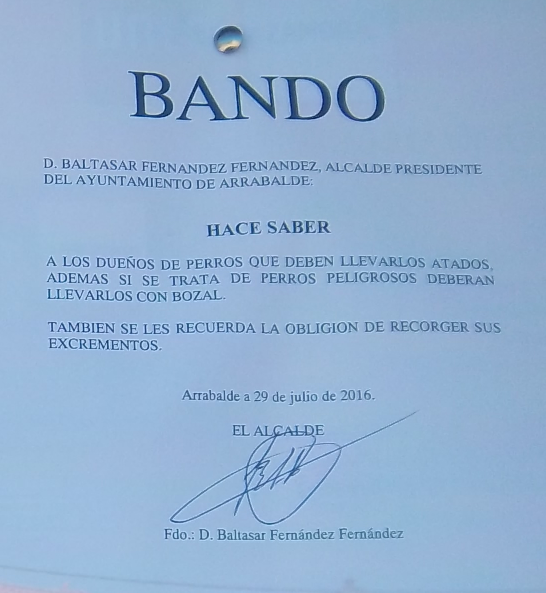 BANDO
D. BALTASAR FERNANDEZ FERNANDEZ, ALCALDE PRESIDENTE
DEL AYUNTAMIENTO DE ARRABALDE:
HACE SABER
A LOS DUEÑOS DE PERROS QUE DEBEN LLEVARLOS ATADOS,
ADEMAS SI SE TRATA DE PERROS PELIGROSOS DEBERAN
LLEVARLOS CON BOZAL.
TAMBIEN SE LES RECUERDA LA OBLIGION DE RECORGER SUS
EXCREMENTOS.
Arrabalde a 29 de julio de 2016.
EL ALCALDE
Fdo.: D. Baltasar Fernández Fernández